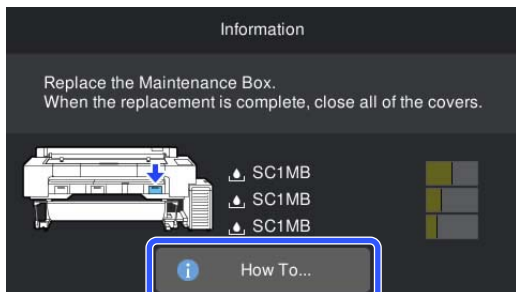 Information
Replace the Maintenance Box.
When the replacement is complete, close all of the covers.
SC1MB
SC1MB
SC1MB
i How To...